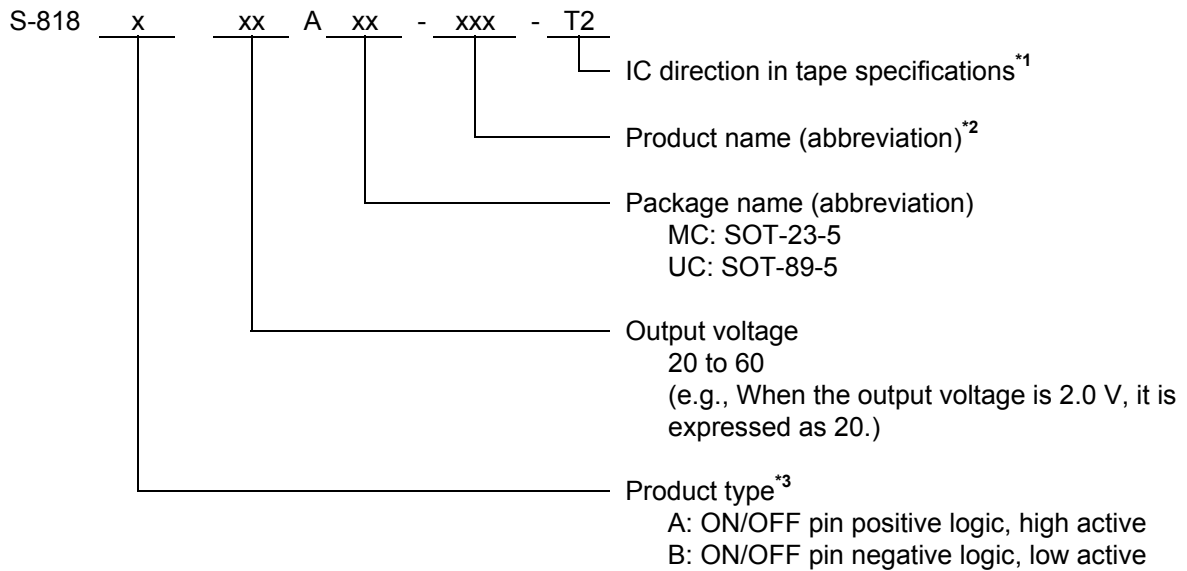 S-818 x xx A xx - xxx - T2
IC direction in tape specifications*1
Product name (abbreviation)*2
Package name (abbreviation)
MC: SOT-23-5
UC: SOT-89-5
Output voltage
20 to 60
(e.g., When the output voltage is 2.0 V, it is
expressed as 20.)
Product type*3
A: ON/OFF pin positive logic, high active
B: ON/OFF pin negative logic, low active